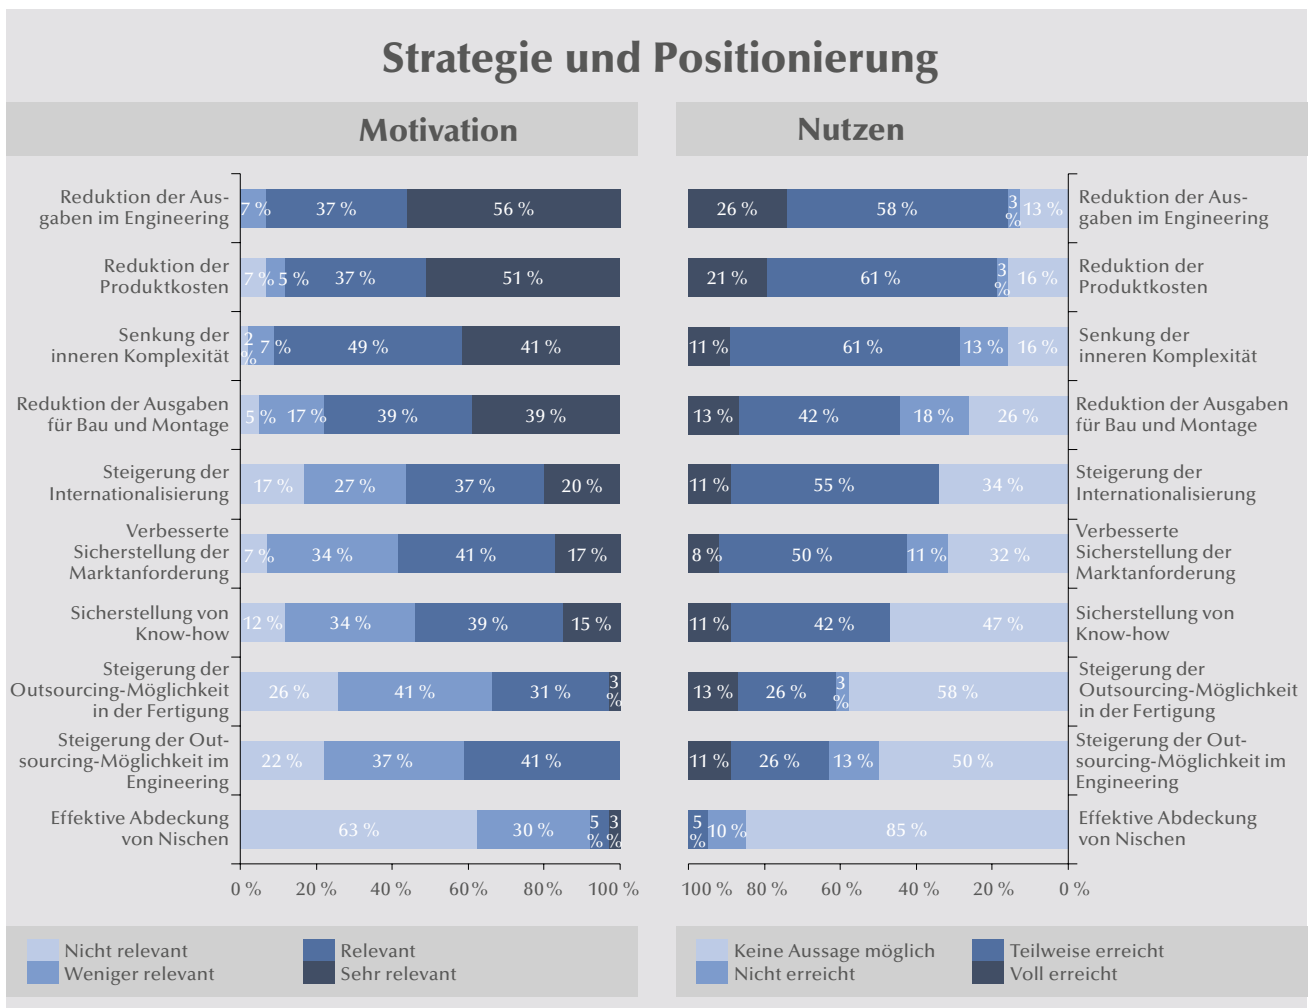 Strategie und Positionierung
Motivation
Reduktion der Aus-
gaben im Engineering
7 %
37 %
56 %
Reduktion der
Produktkosten
7 %
5 %
37 %
51 %
Senkung der
inneren Komplexität
2
%
7 %
49 %
41 %
Reduktion der Ausgaben
für Bau und Montage
5 %
17 %
39 %
39 %
Steigerung der
Internationalisierung
17 %
27 %
37 %
20 %
Verbesserte
Sicherstellung der
Marktanforderung
7 %
34 %
41 %
17 %
Sicherstellung von
Know-how
12 %
34 %
39 %
15 %
Steigerung der
Outsourcing-Möglichkeit
in der Fertigung
26 %
41 %
31 %
3
%
Steigerung der Out-
sourcing-Möglichkeit im
Engineering
22 %
37 %
41 %
Effektive Abdeckung
von Nischen
63 %
30 %
5
%
3
%
0 % 20 % 40 % 60 % 80% 100 %
Nicht relevant
Weniger relevant
Relevant
Sehr relevant
Nutzen
26 %
58 %
3
%
13 %
Reduktion der Aus-
gaben im Engineering
21 %
61 %
3
%
16 %
Reduktion der
Produktkosten
11 %
61 %
13 %
16 %
Senkung der
inneren Komplexität
13 %
42 %
18 %
26 %
Reduktion der Ausgaben
für Bau und Montage
11 %
55 %
34 %
Steigerung der
Internationalisierung
8 %
50 %
11 %
32 %
Verbesserte
Sicherstellung der
Marktanforderung
11 %
42 %
47 %
Sicherstellung von
Know-how
13 %
26 %
3
%
58 %
Steigerung der
Outsourcing-Möglichkeit
in der Fertigung
11 %
26 %
13 %
50 %
Steigerung der Out-
sourcing-Möglichkeit im
Engineering
5
%
10 %
85 %
Effektive Abdeckung
von Nischen
100 % 80 % 60 % 40 % 20 % 0 %
Keine Aussage möglich
Nicht erreicht
Teilweise erreicht
Voll erreicht